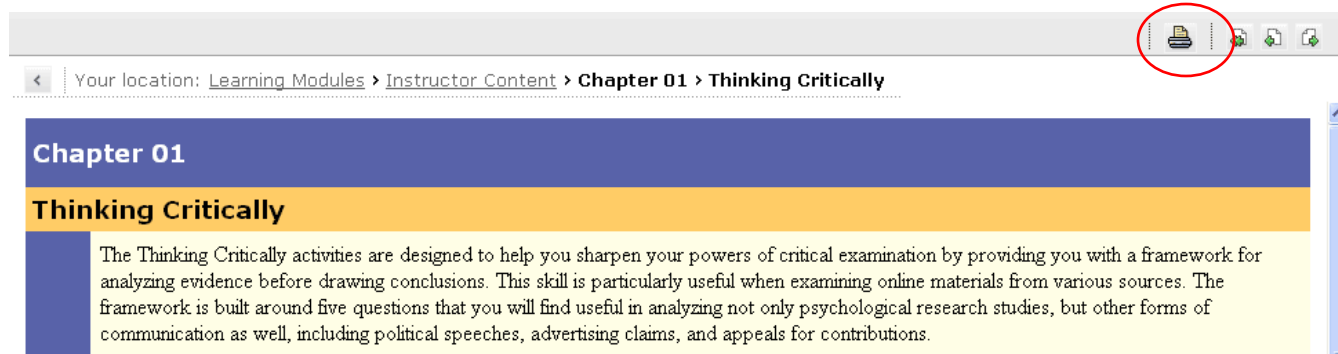 Your location: Learning Modules › Instructor Content › Chapter 01 › Thinking Critically
Chapter 01
Thinking Critically
The Thinking Critically activities are designed to help you sharpen your powers of critical examination by providing you with a framework for
analyzing evidence before drawing conclusions. This skill is particularly useful when examining online materials from various sources. The
framework is built around five questions that you will find useful in analyzing not only psychological research studies, but other forms of
communication as well, including political speeches, advertising claims, and appeals for contributions.